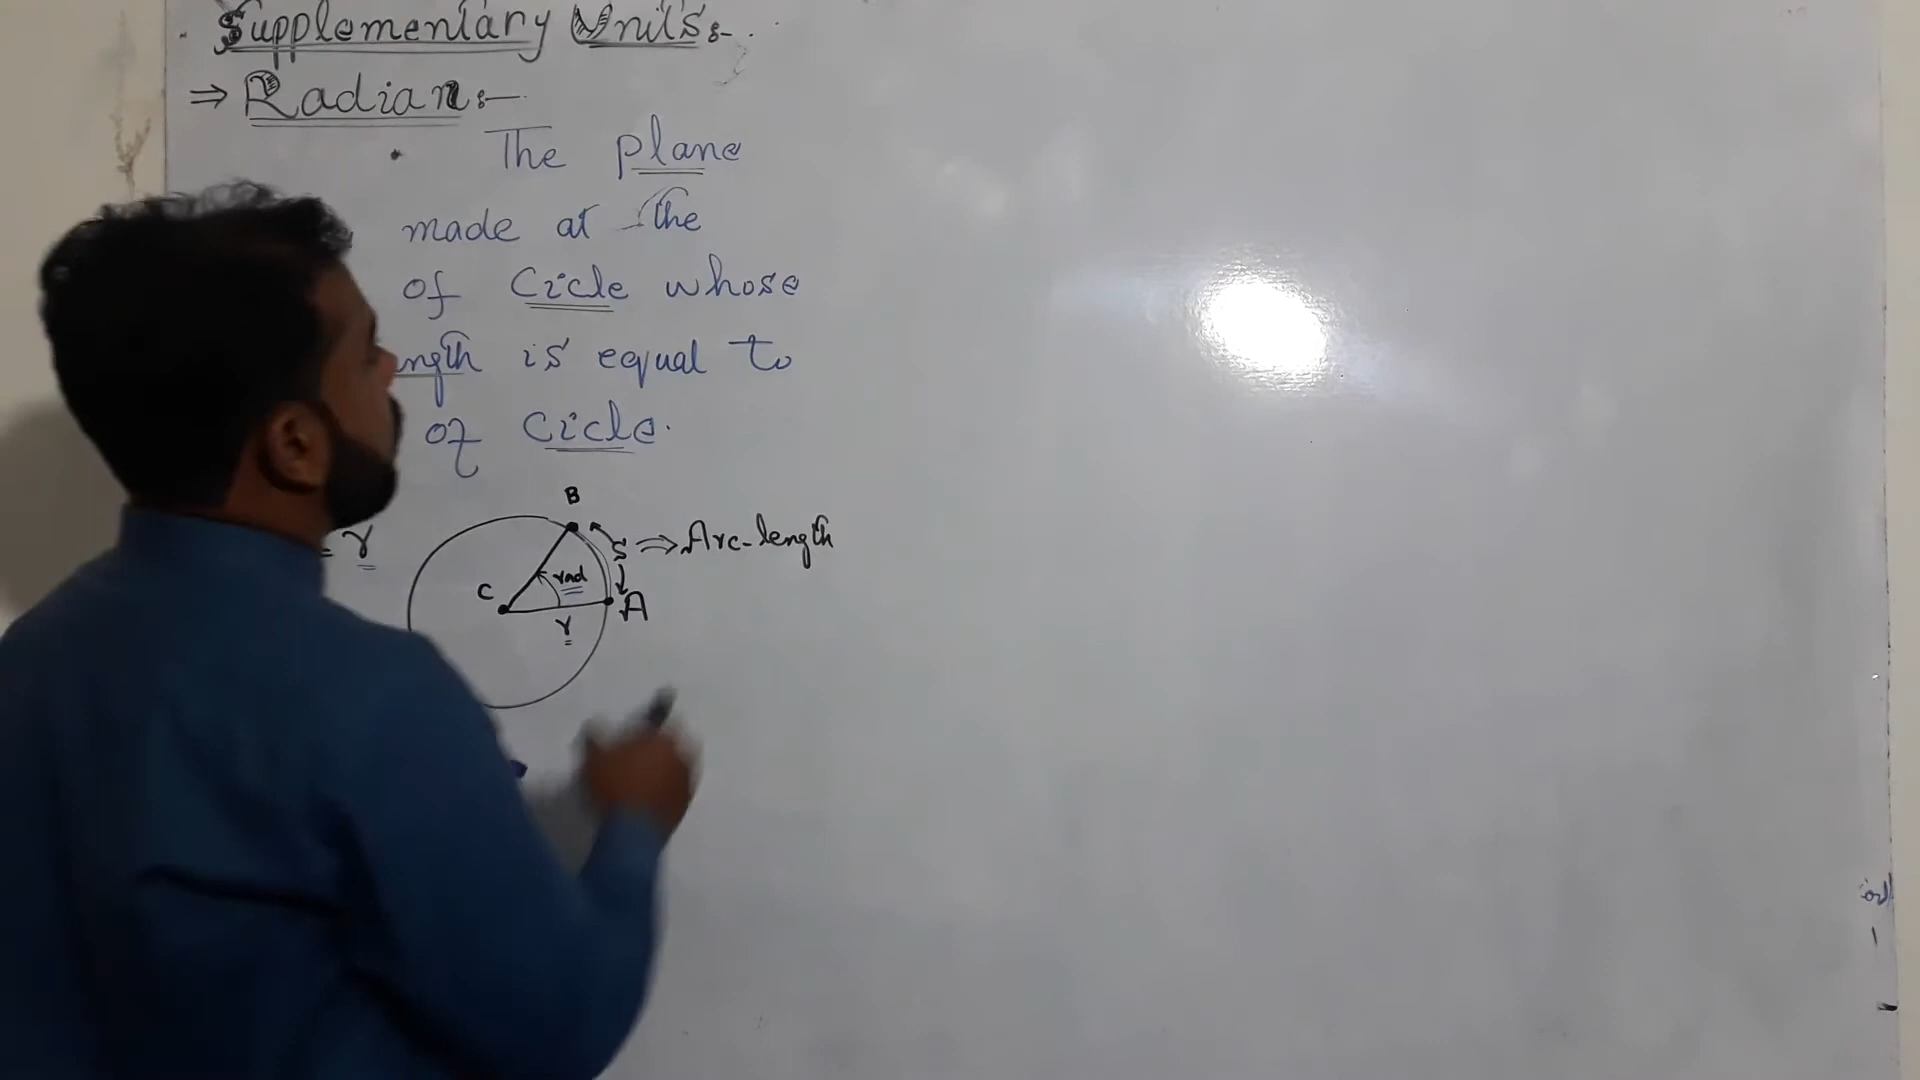 Supplementary Units:-
⇒ Radian:-
The plane
made at the
of Cicle whose
ngth is equal to
of Cicle.
B
= r
S ⇒ Arc-length
C
rad
A
r